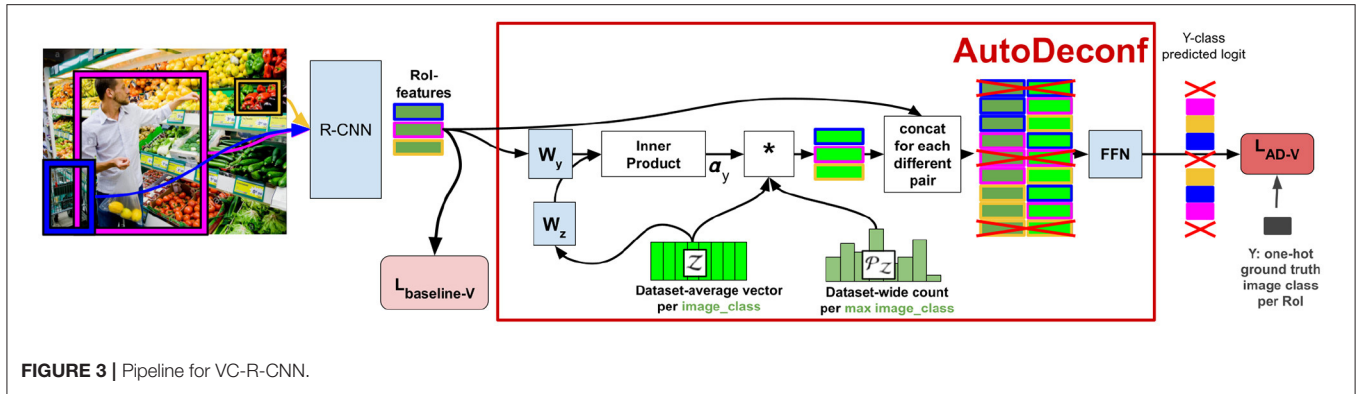 AutoDeconf
Y-class
predicted logit
RoI-
features
R-CNN
W_y
Inner
Product
α_y
*
concat
for each
different
pair
FFN
L_AD-V
W_z
Z
P_Z
L_baseline-V
Dataset-average vector
per image_class
Dataset-wide count
per max image_class
Y: one-hot
ground truth
image class
per RoI
FIGURE 3 | Pipeline for VC-R-CNN.